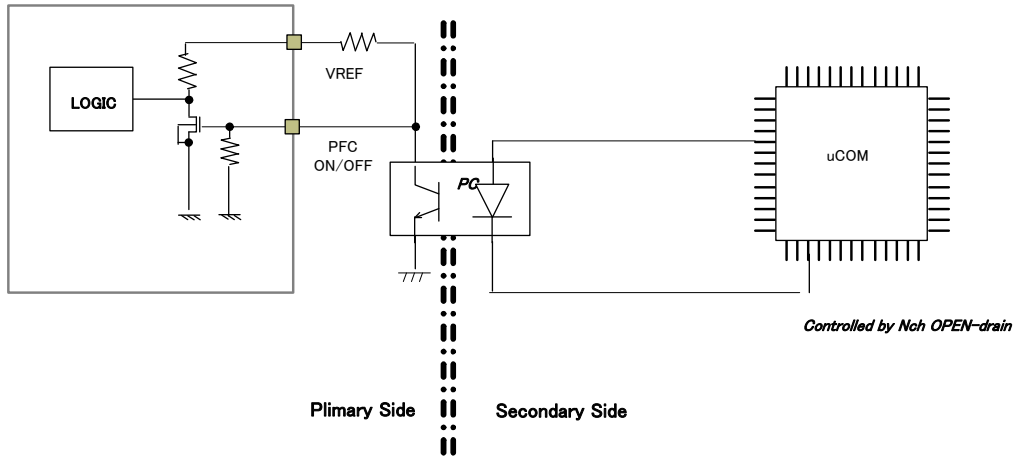 VREF
LOGIC
PFC
ON/OFF
PC
uCOM
Controlled by Nch OPEN-drain
Plimary Side
Secondary Side